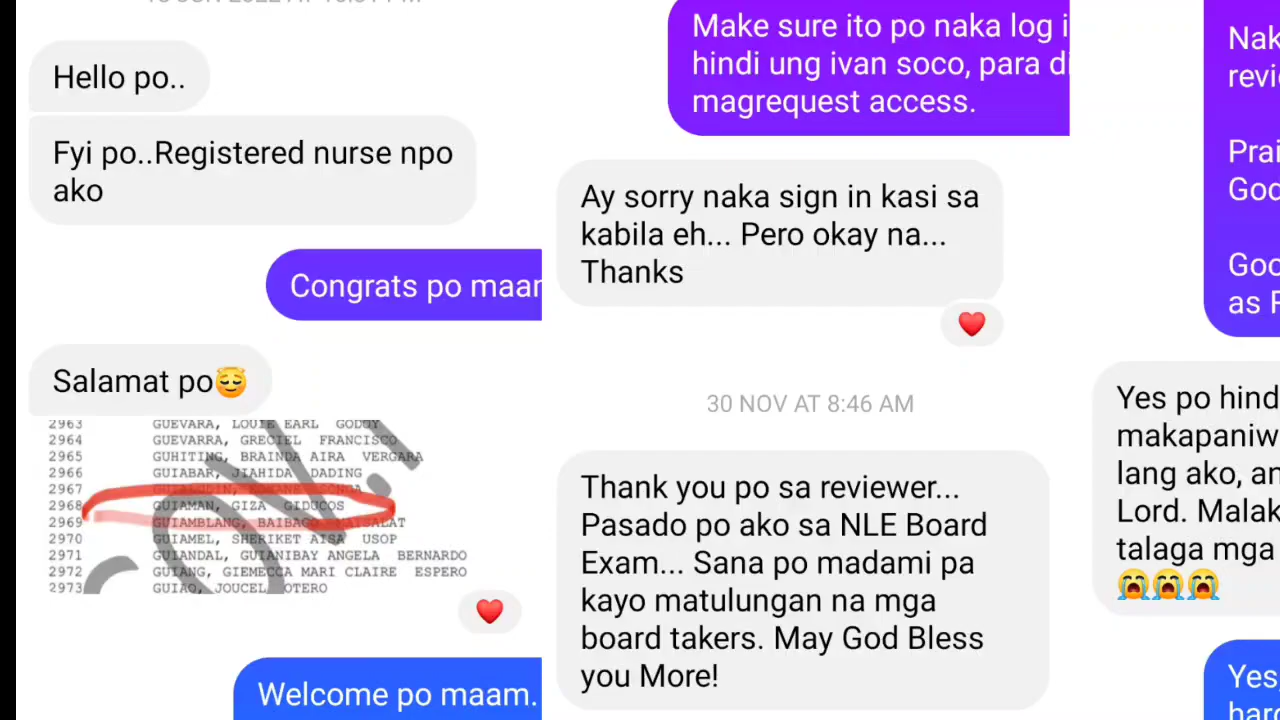 Hello po..
Fyi po..Registered nurse npo
ako
Congrats po maam
Salamat po😌
2963 GUEVARA, LOUIE EARL GODOY
2964 GUEVARRA, GRECIEL FRANCISCO
2965 GUHITING, BRAINDA AIRA VERGARA
2966 GUIABAR, JIAHIDA DADING
2967
2968 GUIAMAN, GIZA GIDUCOS
2969 GUIAMBLANG, BAIBAGO
2970 GUIAMEL, SHERIKET AISA USOP
2971 GUIANDAL, GUIANIBAY ANGELA BERNARDO
2972 GUIANG, GIEMECCA MARI CLAIRE ESPERO
2973 GUIAO, JOUCEL OTERO
❤️
Welcome po maam.
Make sure ito po naka log i
hindi ung ivan soco, para di
magrequest access.
Ay sorry naka sign in kasi sa
kabila eh... Pero okay na...
Thanks
❤️
30 NOV AT 8:46 AM
Thank you po sa reviewer...
Pasado po ako sa NLE Board
Exam... Sana po madami pa
kayo matulungan na mga
board takers. May God Bless
you More!
Nak
revie
Prai
God
Goo
as
Yes po hind
makapaniw
lang ako, an
Lord. Malak
talaga mga
😭😭😭
Yes
hard